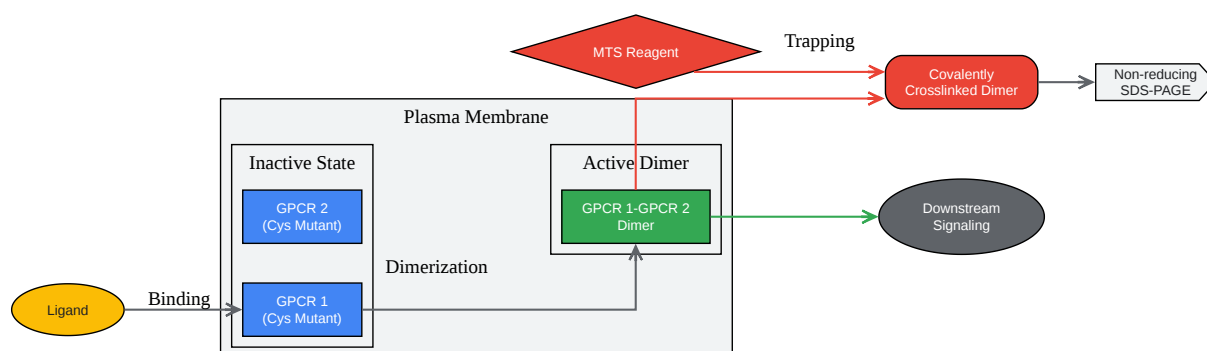 MTS Reagent
Trapping
Covalently
Crosslinked Dimer
Non-reducing
SDS-PAGE
Plasma Membrane
Inactive State
Active Dimer
GPCR 2
(Cys Mutant)
GPCR 1-GPCR 2
Dimer
Downstream
Signaling
Dimerization
Ligand
Binding
GPCR 1
(Cys Mutant)